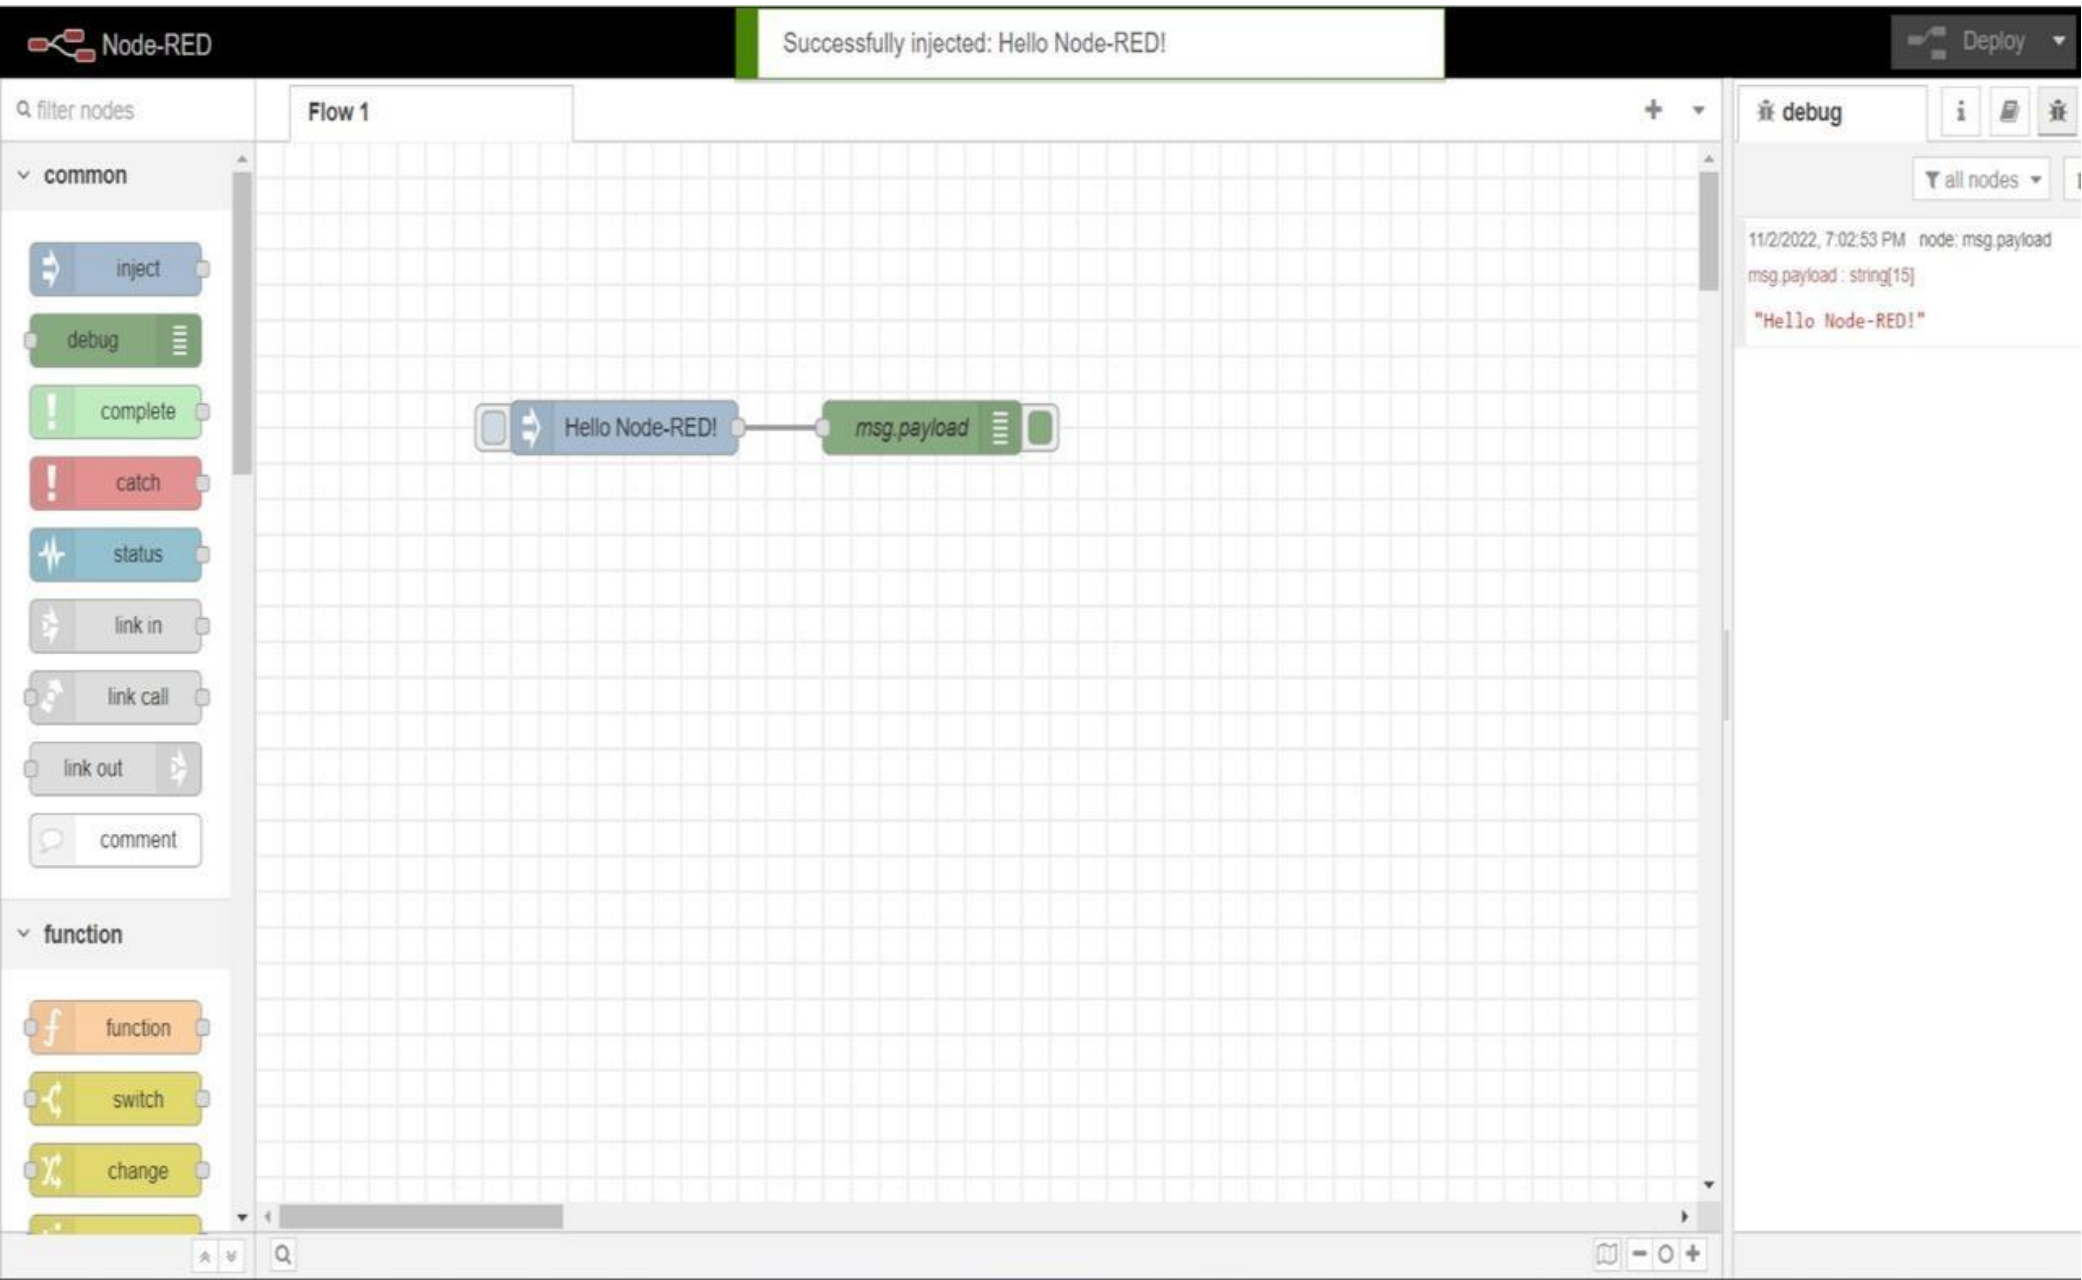 Node-RED
Successfully injected: Hello Node-RED!
Deploy
filter nodes
Flow 1
debug
i
all nodes
common
inject
debug
complete
catch
status
link in
link call
link out
comment
function
function
switch
change
Hello Node-RED!
msg.payload
11/2/2022, 7:02:53 PM node: msg.payload
msg.payload : string[15]
"Hello Node-RED!"